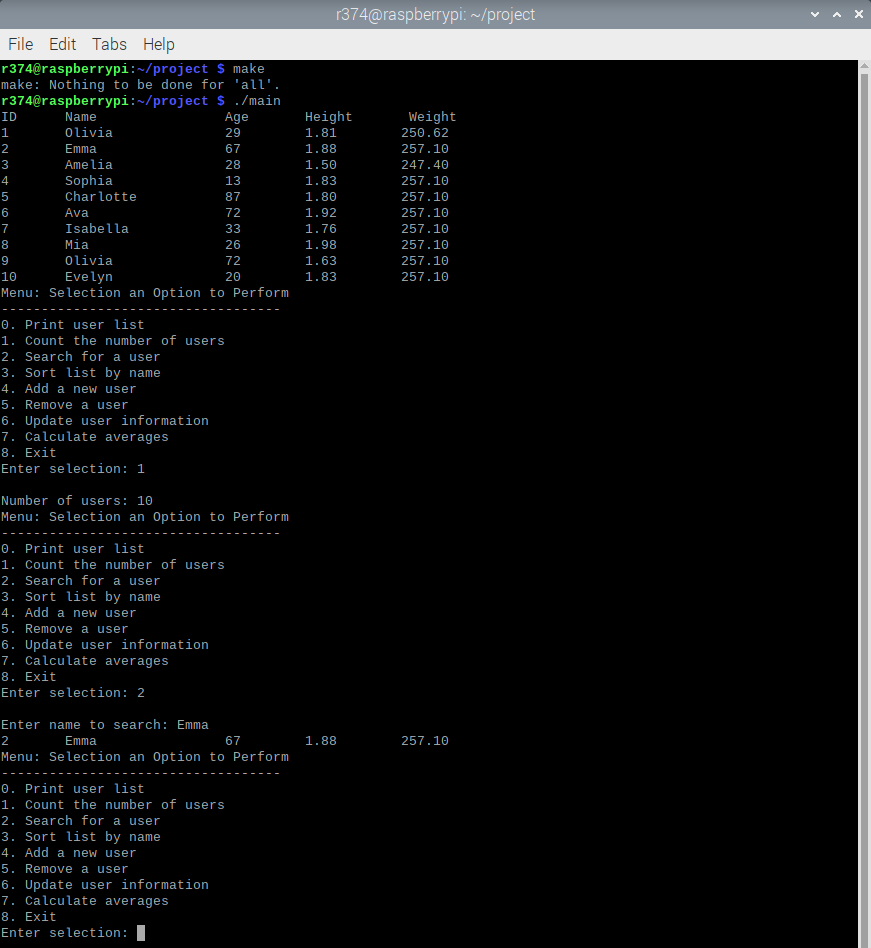 r374@raspberrypi: ~/project
File Edit Tabs Help
r374@raspberrypi:~/project $ make
make: Nothing to be done for 'all'.
r374@raspberrypi:~/project $ ./main
ID      Name                Age       Height       Weight
1       Olivia              29        1.81        250.62
2       Emma                67        1.88        257.10
3       Amelia              28        1.50        247.40
4       Sophia              13        1.83        257.10
5       Charlotte           87        1.80        257.10
6       Ava                 72        1.92        257.10
7       Isabella            33        1.76        257.10
8       Mia                 26        1.98        257.10
9       Olivia              72        1.63        257.10
10      Evelyn              20        1.83        257.10
Menu: Selection an Option to Perform
-----------------------------------
0. Print user list
1. Count the number of users
2. Search for a user
3. Sort list by name
4. Add a new user
5. Remove a user
6. Update user information
7. Calculate averages
8. Exit
Enter selection: 1

Number of users: 10
Menu: Selection an Option to Perform
-----------------------------------
0. Print user list
1. Count the number of users
2. Search for a user
3. Sort list by name
4. Add a new user
5. Remove a user
6. Update user information
7. Calculate averages
8. Exit
Enter selection: 2

Enter name to search: Emma
2       Emma                67        1.88        257.10
Menu: Selection an Option to Perform
-----------------------------------
0. Print user list
1. Count the number of users
2. Search for a user
3. Sort list by name
4. Add a new user
5. Remove a user
6. Update user information
7. Calculate averages
8. Exit
Enter selection: